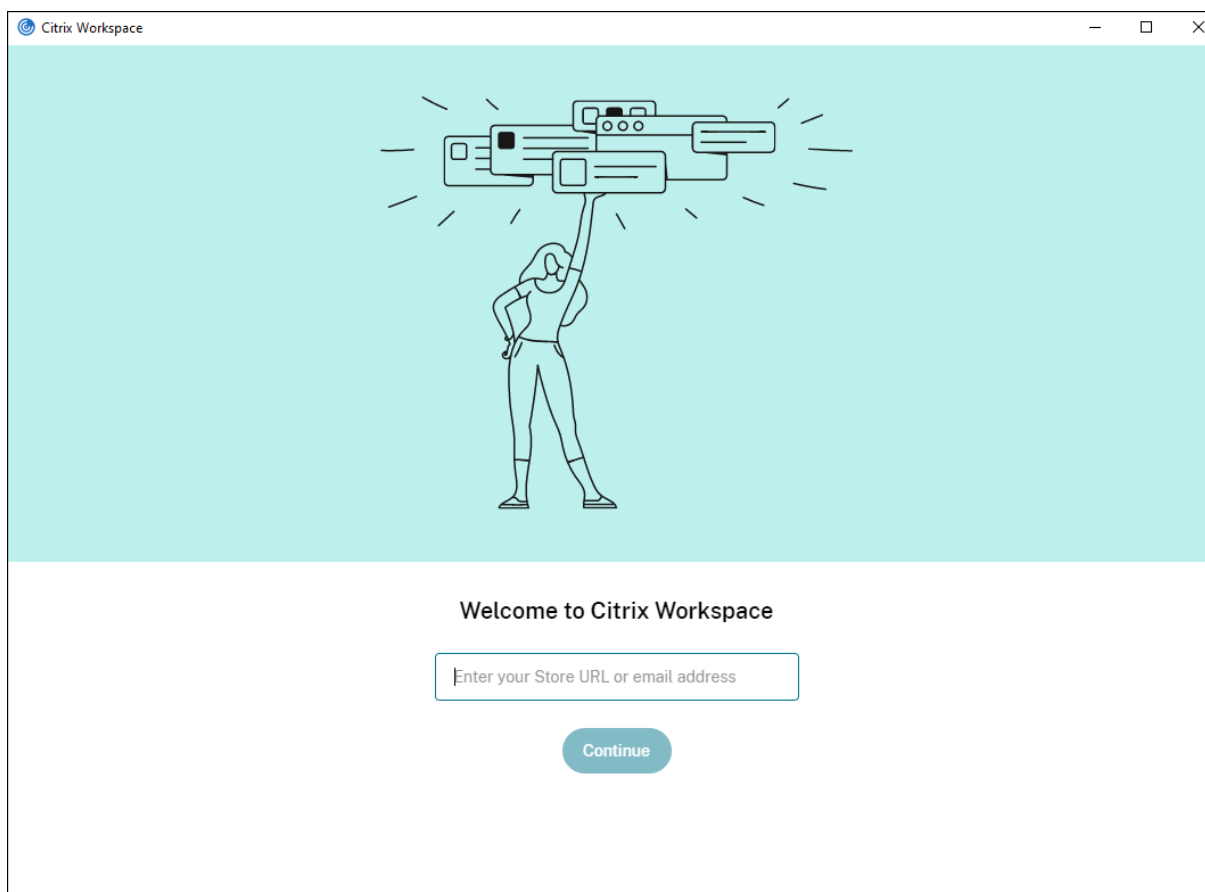 Citrix Workspace
Welcome to Citrix Workspace
Enter your Store URL or email address
Continue